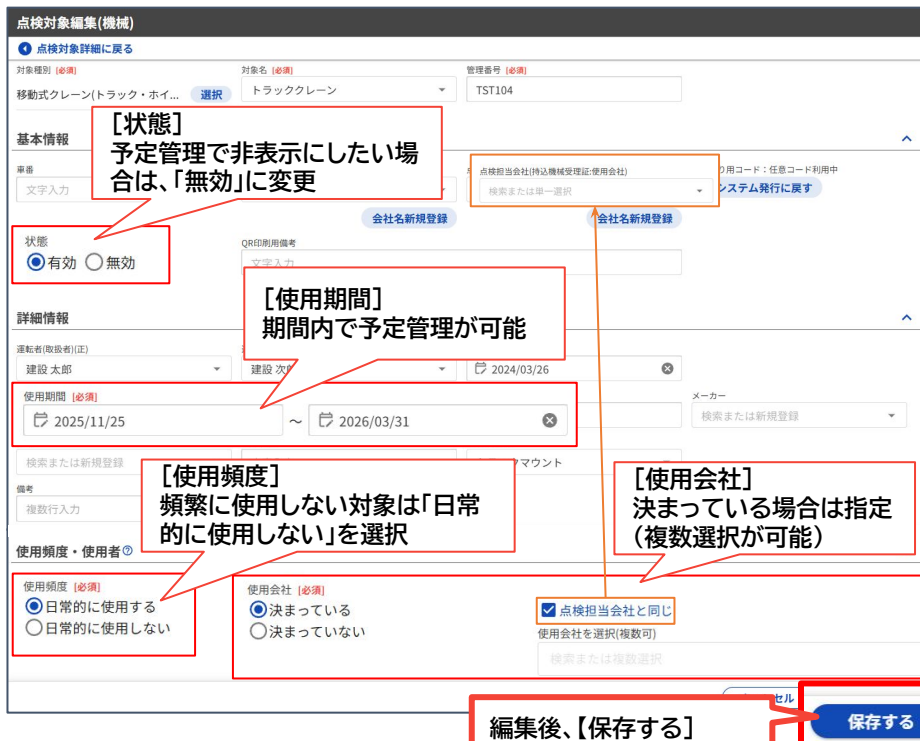 点検対象編集(機械)
点検対象詳細に戻る
対象種別 [必須]
対象名 [必須]
管理番号 [必須]
移動式クレーン(トラック・ホイ...
選択
トラッククレーン
TST104
[状態]
予定管理で非表示にしたい場
合は、「無効」に変更
基本情報
車番
点検担当会社(持込機械受理証:使用会社)
り用コード:任意コード利用中
文字入力
検索または単一選択
ステム発行に戻す
会社名新規登録
会社名新規登録
状態
有効
無効
QR印刷用備考
文字入力
[使用期間]
期間内で予定管理が可能
詳細情報
運転者(取扱者)(正)
建設 太郎
建設 次
2024/03/26
使用期間 [必須]
メーカー
2025/11/25
~
2026/03/31
検索または新規登録
検索または新規登録
マウント
備考
複数行入力
[使用頻度]
頻繁に使用しない対象は「日常
的に使用しない」を選択
[使用会社]
決まっている場合は指定
(複数選択が可能)
使用頻度・使用者
使用頻度 [必須]
日常的に使用する
日常的に使用しない
使用会社 [必須]
決まっている
決まっていない
点検担当会社と同じ
使用会社を選択(複数可)
検索または複数選択
セル
編集後、【保存する】
保存する